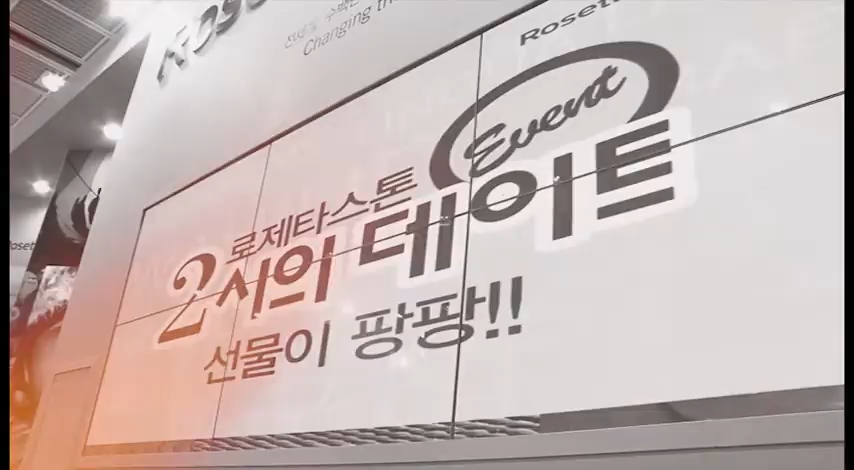 Changing th
Rosett
Event
로제타스톤
2시의 데이트
선물이 팡팡!!